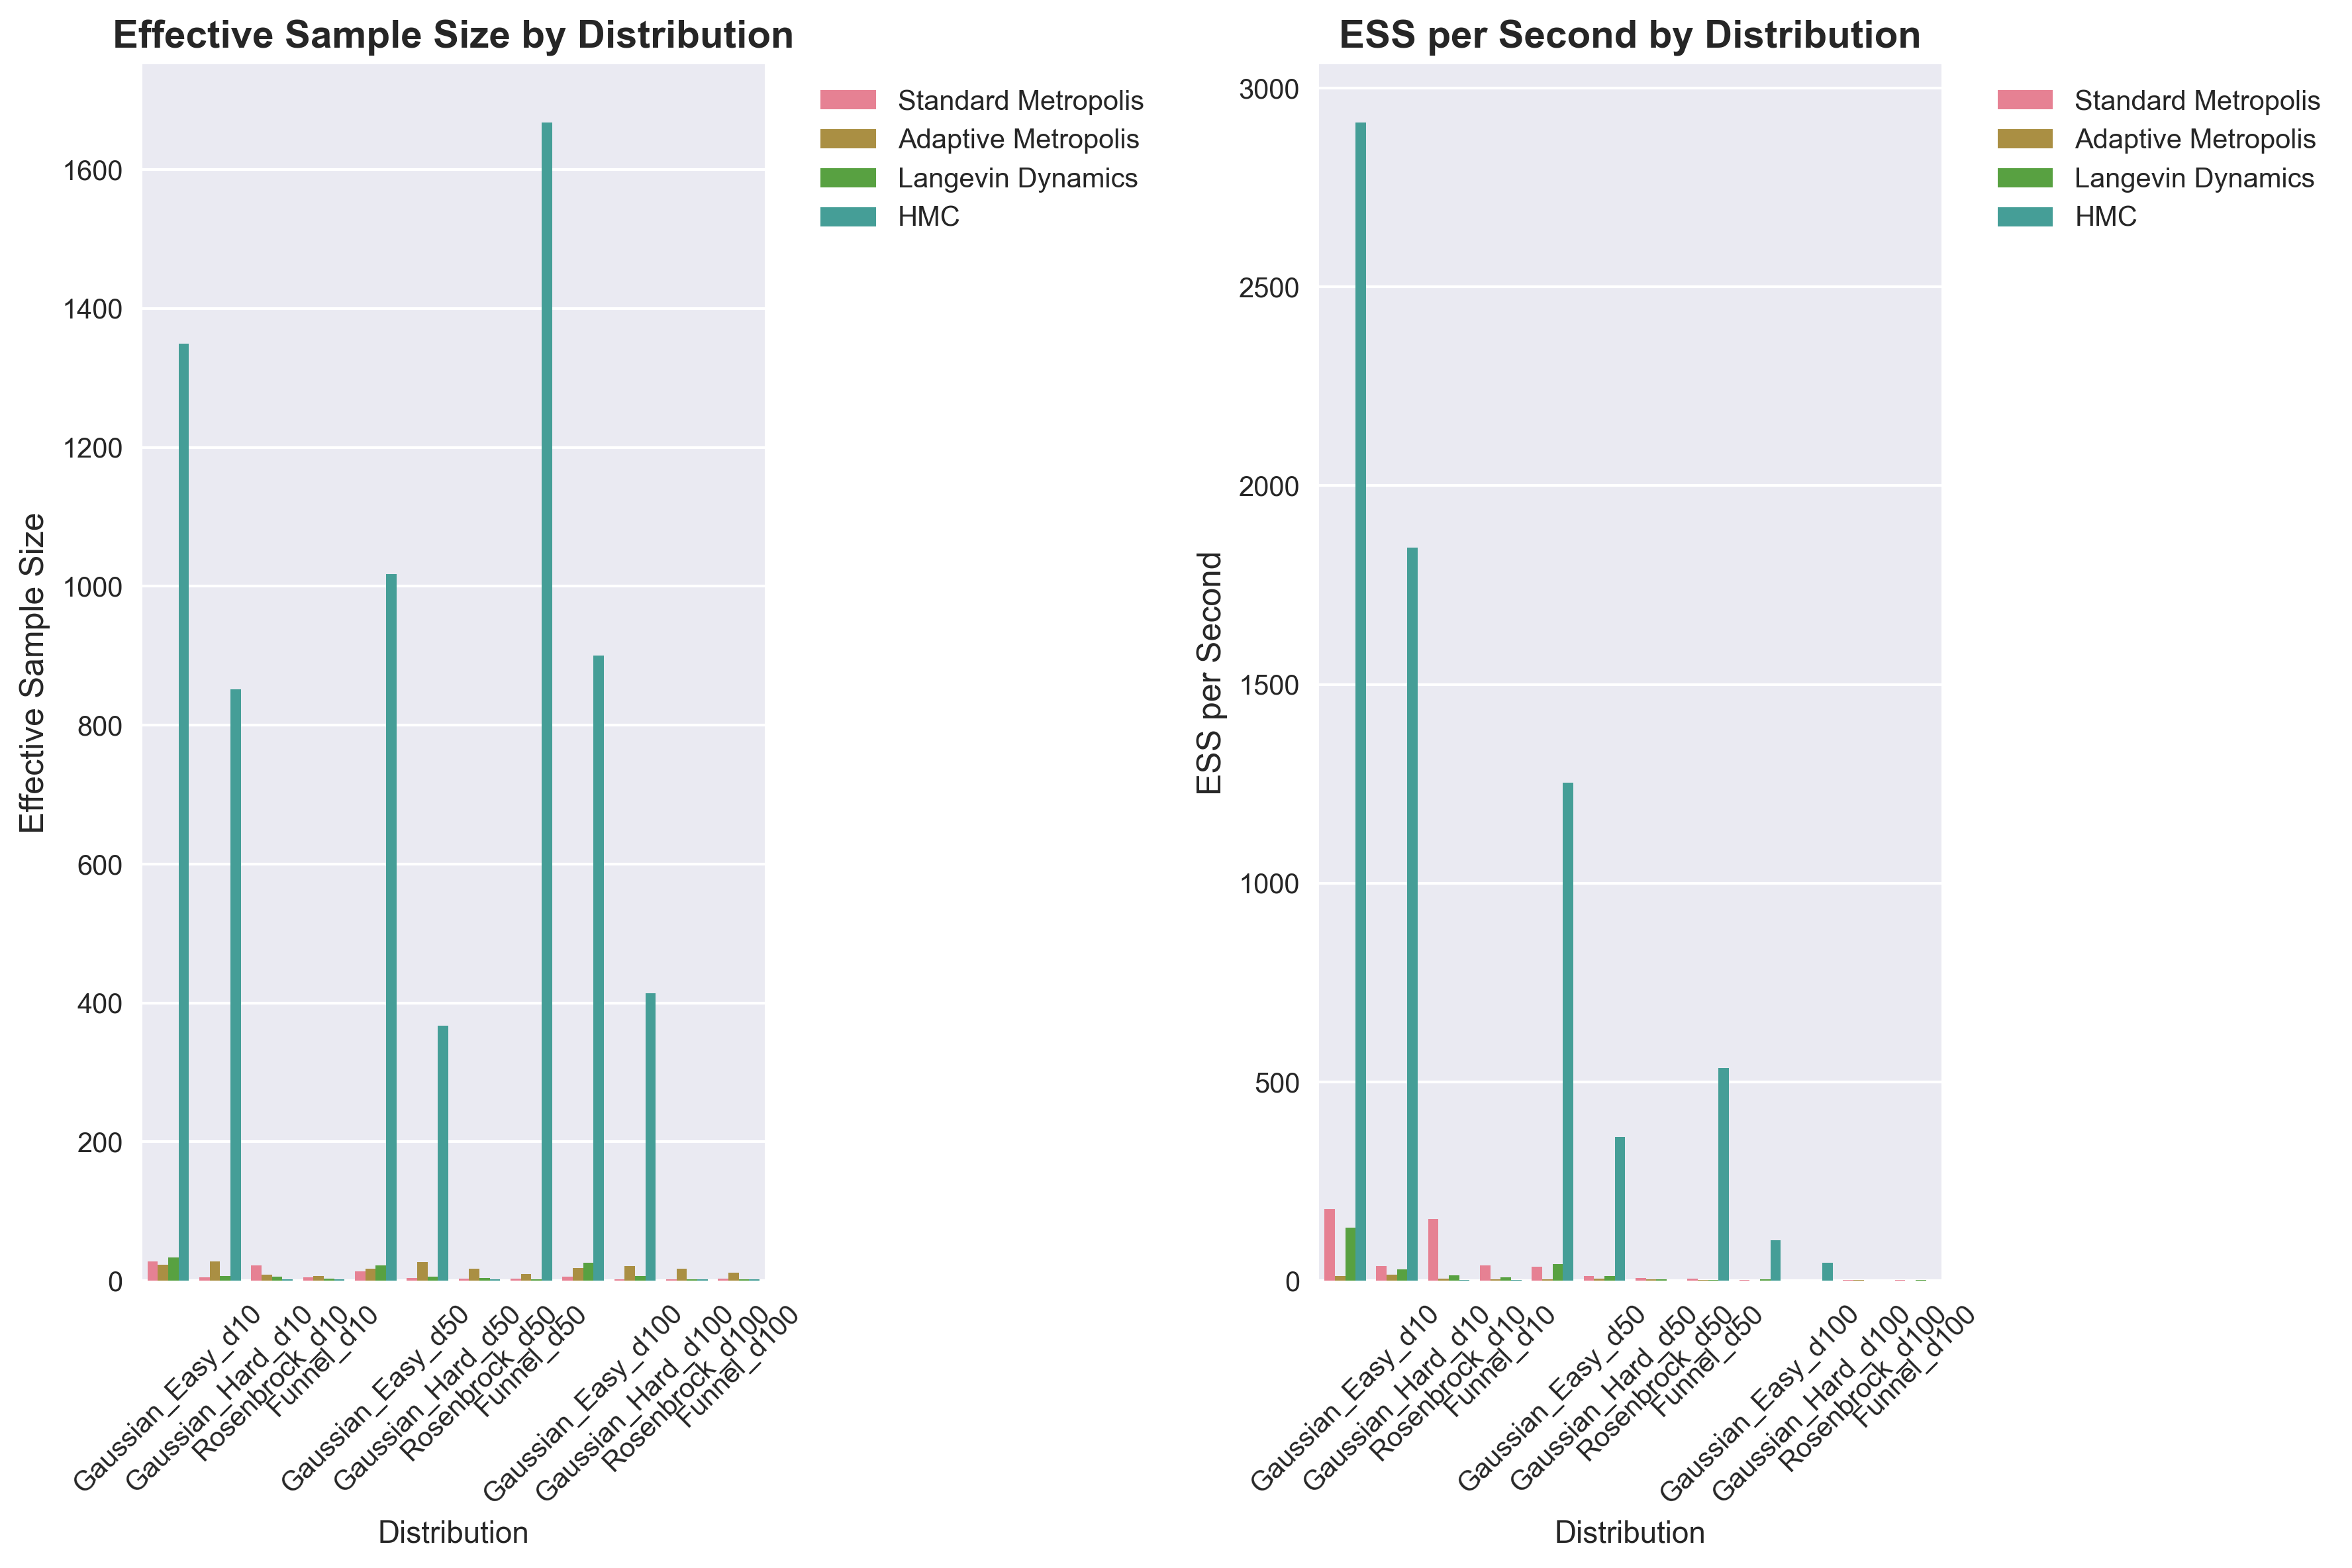 Effective Sample Size by Distribution
Effective Sample Size
1600
1400
1200
1000
800
600
400
200
0
Gaussian_Easy_d10
Gaussian_Hard_d10
Rosenbrock_d10
Funnel_d10
Gaussian_Easy_d50
Gaussian_Hard_d50
Rosenbrock_d50
Funnel_d50
Gaussian_Easy_d100
Gaussian_Hard_d100
Rosenbrock_d100
Funnel_d100
Distribution
Standard Metropolis
Adaptive Metropolis
Langevin Dynamics
HMC
ESS per Second by Distribution
ESS per Second
3000
2500
2000
1500
1000
500
0
Gaussian_Easy_d10
Gaussian_Hard_d10
Rosenbrock_d10
Funnel_d10
Gaussian_Easy_d50
Gaussian_Hard_d50
Rosenbrock_d50
Funnel_d50
Gaussian_Easy_d100
Gaussian_Hard_d100
Rosenbrock_d100
Funnel_d100
Distribution
Standard Metropolis
Adaptive Metropolis
Langevin Dynamics
HMC